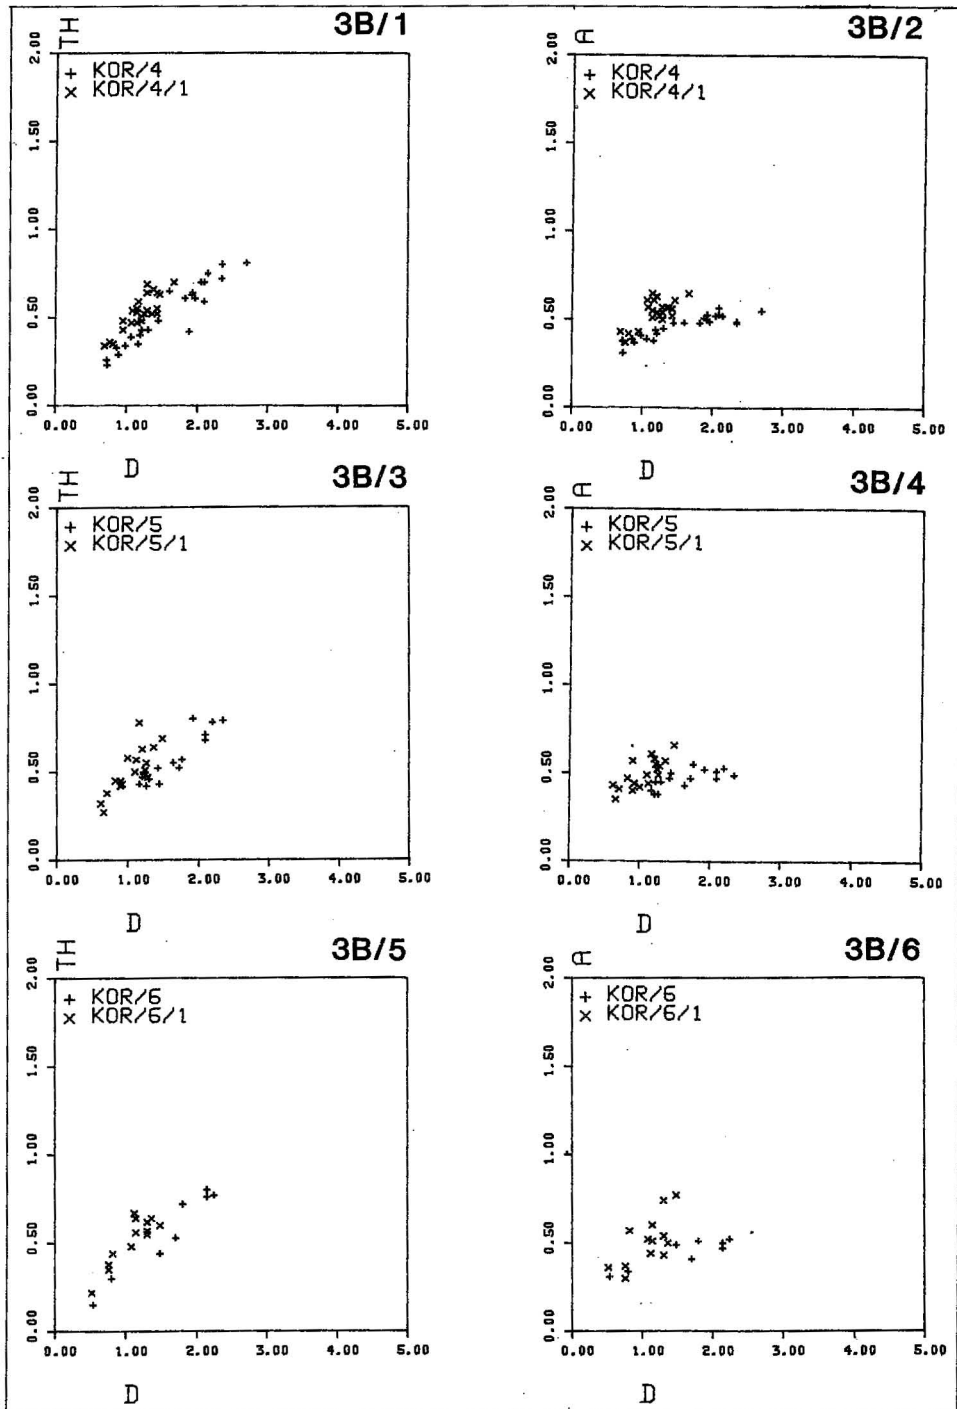 3B/1
TH
+ KOR/4
× KOR/4/1
2.00
1.50
1.00
0.50
0.00
0.00 1.00 2.00 3.00 4.00 5.00
D
3B/2
A
+ KOR/4
× KOR/4/1
2.00
1.50
1.00
0.50
0.00
0.00 1.00 2.00 3.00 4.00 5.00
D
3B/3
TH
+ KOR/5
× KOR/5/1
2.00
1.50
1.00
0.50
0.00
0.00 1.00 2.00 3.00 4.00 5.00
D
3B/4
A
+ KOR/5
× KOR/5/1
2.00
1.50
1.00
0.50
0.00
0.00 1.00 2.00 3.00 4.00 5.00
D
3B/5
TH
+ KOR/6
× KOR/6/1
2.00
1.50
1.00
0.50
0.00
0.00 1.00 2.00 3.00 4.00 5.00
D
3B/6
A
+ KOR/6
× KOR/6/1
2.00
1.50
1.00
0.50
0.00
0.00 1.00 2.00 3.00 4.00 5.00
D